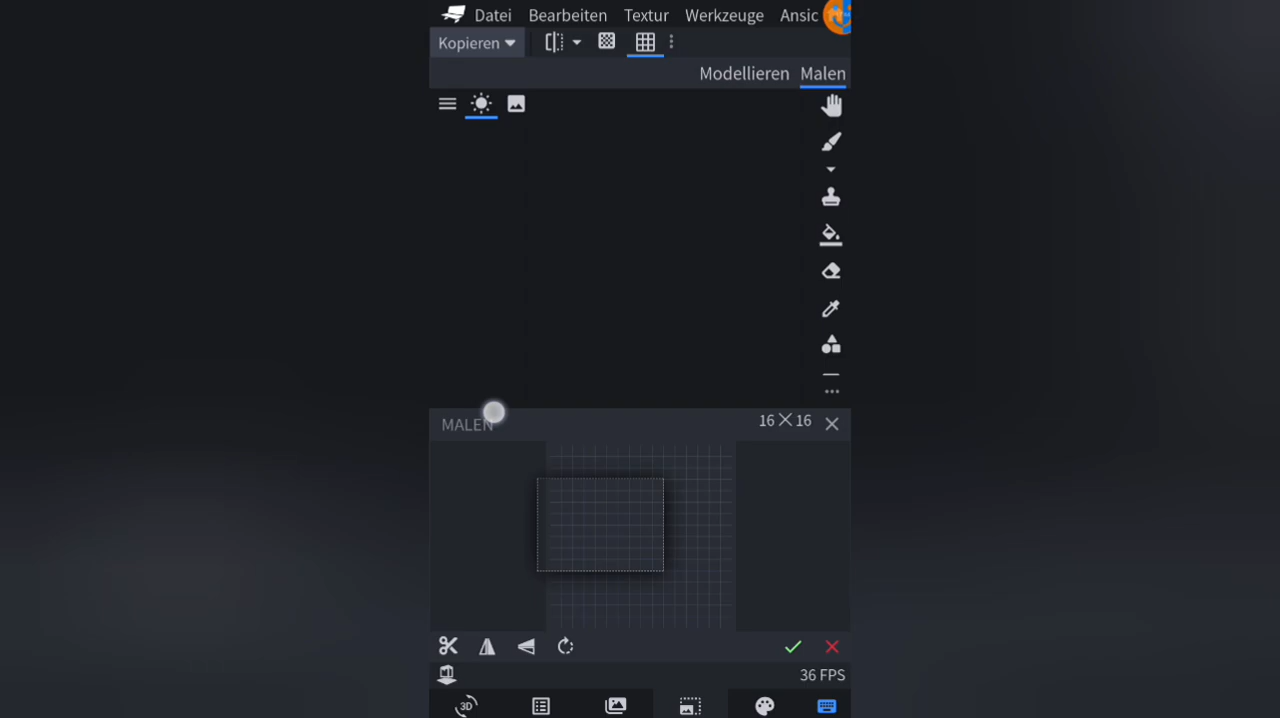 Datei Bearbeiten Textur Werkzeuge Ansic
Kopieren
Modellieren Malen
MALEN 16×16
36 FPS
3D